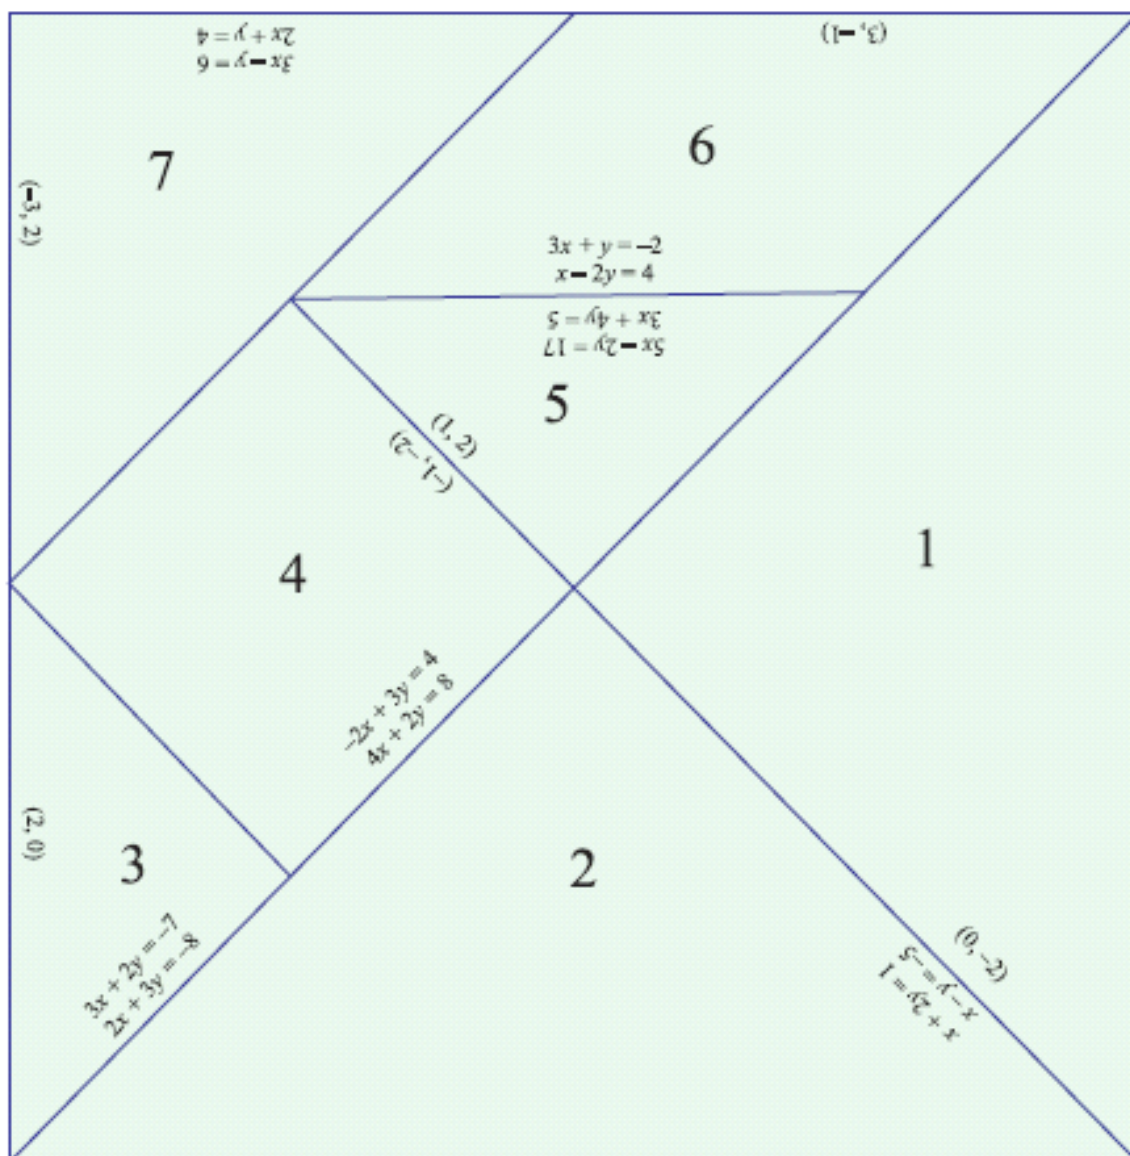 2x + y = 4
3x – y = 6
(3, –1)
7
6
(–3, 2)
3x + y = –2
x – 2y = 4
3x + 4y = 5
5x – 2y = 17
5
(1, 2)
(–1, –2)
1
4
–2x + 3y = 4
4x + 2y = 8
(2, 0)
3
2
3x + 2y = –7
2x + 3y = –8
(0, –2)
x – y = –5
x + 2y = 1